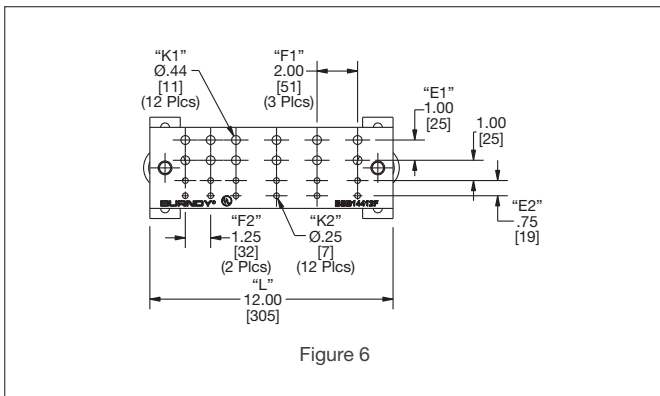 “K1”
Ø.44
[11]
(12 Plcs)
“F1”
2.00
[51]
(3 Plcs)
“E1”
1.00
[25]
1.00
[25]
BURNDY®
UL
“F2”
1.25
[32]
(2 Plcs)
“K2”
Ø.25
[7]
(12 Plcs)
“E2”
.75
[19]
“L”
12.00
[305]
Figure 6